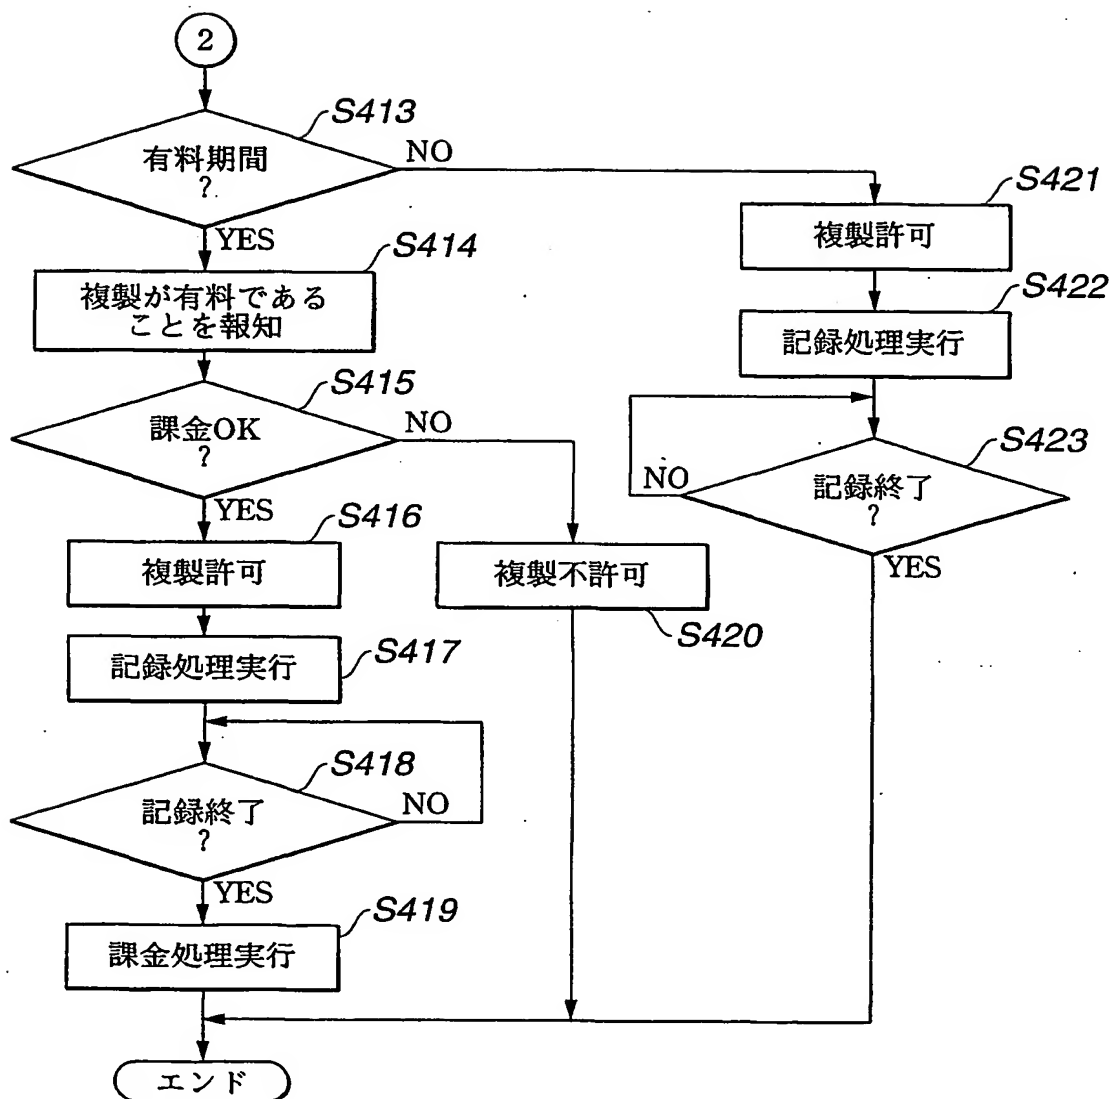 2
S413
有料期間
?
NO
YES
S414
複製が有料である
ことを報知
S415
課金OK
?
NO
YES
S416
複製許可
S417
記録処理実行
S418
記録終了
?
NO
YES
S419
課金処理実行
複製不許可
S420
S421
複製許可
S422
記録処理実行
S423
記録終了
?
NO
YES
エンド